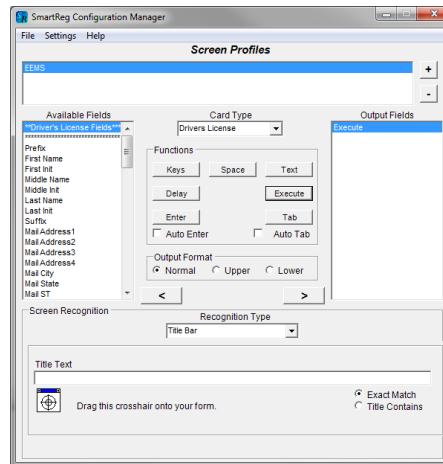 SmartReg Configuration Manager
File Settings Help
Screen Profiles
EEMS
+
-
Available Fields
Card Type
Output Fields
**Driver's License Fields***
Drivers License
Execute
Prefix
First Name
First Init
Middle Name
Middle Init
Last Name
Last Init
Suffix
Mail Address1
Mail Address2
Mail Address3
Mail Address4
Mail City
Mail State
Mail ST
Functions
Keys Space Text
Delay Execute
Enter Tab
Auto Enter Auto Tab
Output Format
Normal Upper Lower
< >
Screen Recognition
Recognition Type
Title Bar
Title Text
Drag this crosshair onto your form.
Exact Match
Title Contains